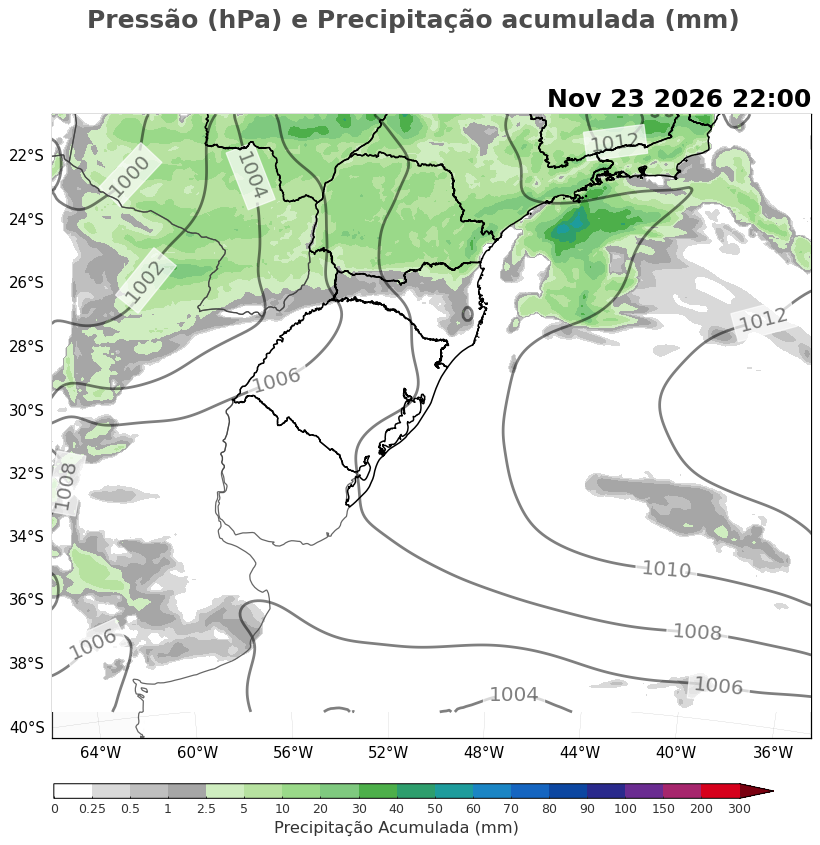 Pressão (hPa) e Precipitação acumulada (mm)
Nov 23 2026 22:00
1012
1000
1004
1002
1012
1006
1008
1010
1008
1006
1006
1004
22°S
24°S
26°S
28°S
30°S
32°S
34°S
36°S
38°S
40°S
64°W 60°W 56°W 52°W 48°W 44°W 40°W 36°W
0 0.25 0.5 1 2.5 5 10 20 30 40 50 60 70 80 90 100 150 200 300
Precipitação Acumulada (mm)